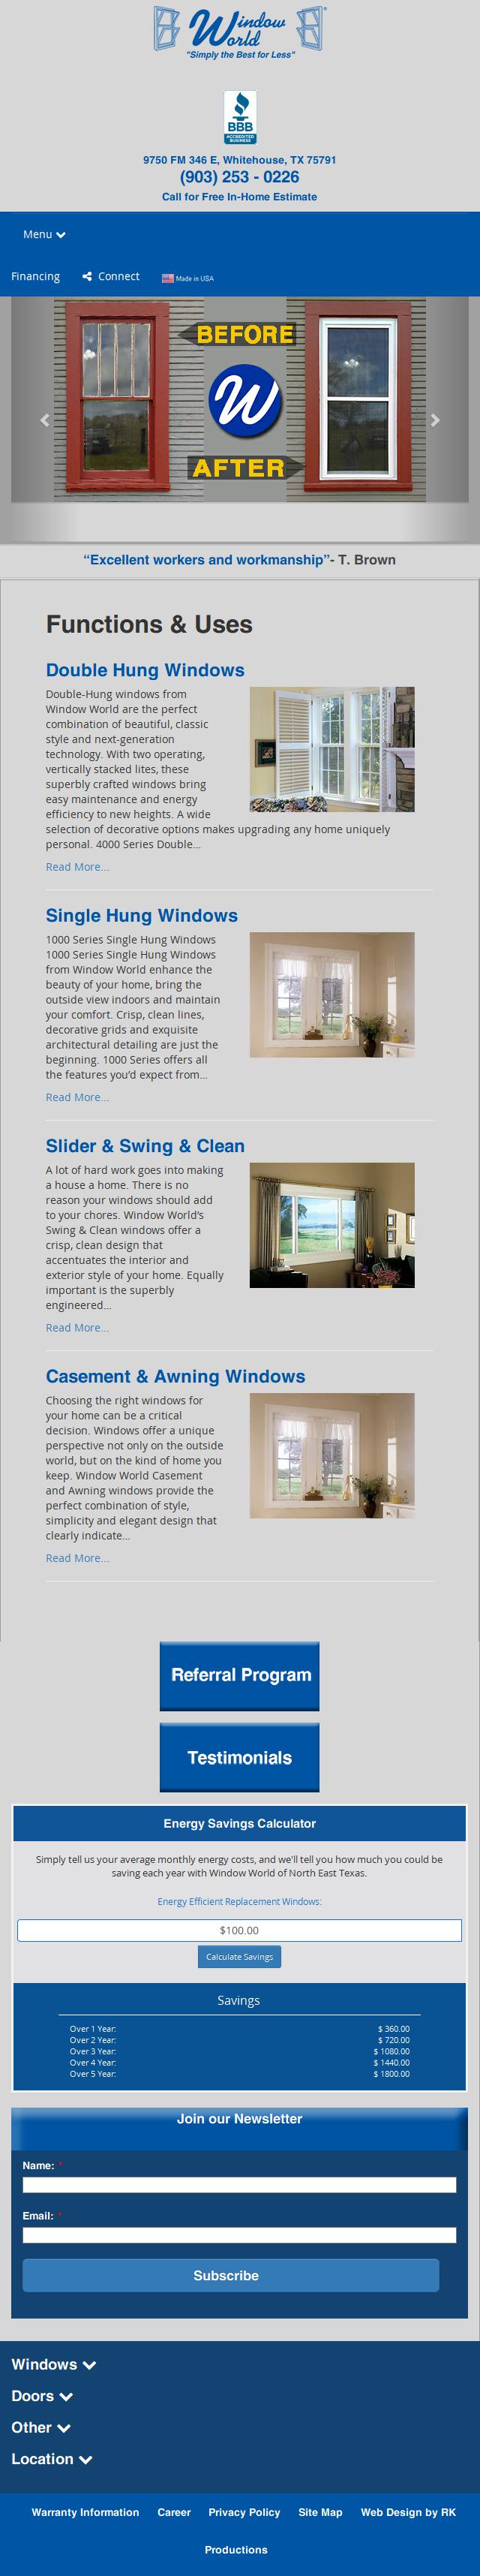 Window
World
"Simply the Best for Less"
BBB
ACCREDITED
BUSINESS
9750 FM 346 E, Whitehouse, TX 75791
(903) 253 - 0226
Call for Free In-Home Estimate
Menu
Financing Connect Made in USA
BEFORE
W
AFTER
“Excellent workers and workmanship”- T. Brown
Functions & Uses
Double Hung Windows
Double-Hung windows from
Window World are the perfect
combination of beautiful, classic
style and next-generation
technology. With two operating,
vertically stacked lites, these
superbly crafted windows bring
easy maintenance and energy
efficiency to new heights. A wide
selection of decorative options makes upgrading any home uniquely
personal. 4000 Series Double...
Read More...
Single Hung Windows
1000 Series Single Hung Windows
1000 Series Single Hung Windows
from Window World enhance the
beauty of your home, bring the
outside view indoors and maintain
your comfort. Crisp, clean lines,
decorative grids and exquisite
architectural detailing are just the
beginning. 1000 Series offers all
the features you’d expect from...
Read More...
Slider & Swing & Clean
A lot of hard work goes into making
a house a home. There is no
reason your windows should add
to your chores. Window World’s
Swing & Clean windows offer a
crisp, clean design that
accentuates the interior and
exterior style of your home. Equally
important is the superbly
engineered...
Read More...
Casement & Awning Windows
Choosing the right windows for
your home can be a critical
decision. Windows offer a unique
perspective not only on the outside
world, but on the kind of home you
keep. Window World Casement
and Awning windows provide the
perfect combination of style,
simplicity and elegant design that
clearly indicate...
Read More...
Referral Program
Testimonials
Energy Savings Calculator
Simply tell us your average monthly energy costs, and we'll tell you how much you could be
saving each year with Window World of North East Texas.
Energy Efficient Replacement Windows:
$100.00
Calculate Savings
Savings
Over 1 Year: $ 360.00
Over 2 Year: $ 720.00
Over 3 Year: $ 1080.00
Over 4 Year: $ 1440.00
Over 5 Year: $ 1800.00
Join our Newsletter
Name: *
Email: *
Subscribe
Windows
Doors
Other
Location
Warranty Information Career Privacy Policy Site Map Web Design by RK
Productions